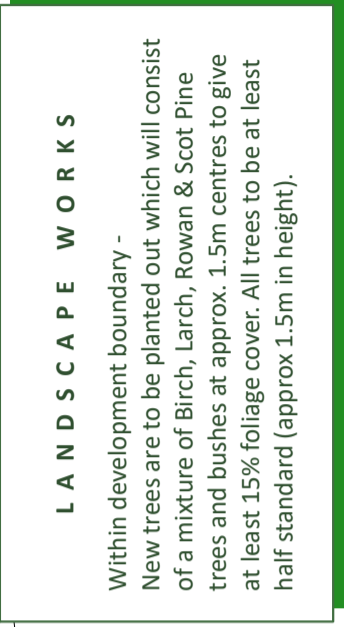 LANDSCAPE WORKS
Within development boundary -
New trees are to be planted out which will consist
of a mixture of Birch, Larch, Rowan & Scot Pine
trees and bushes at approx. 1.5m centres to give
at least 15% foliage cover. All trees to be at least
half standard (approx 1.5m in height).